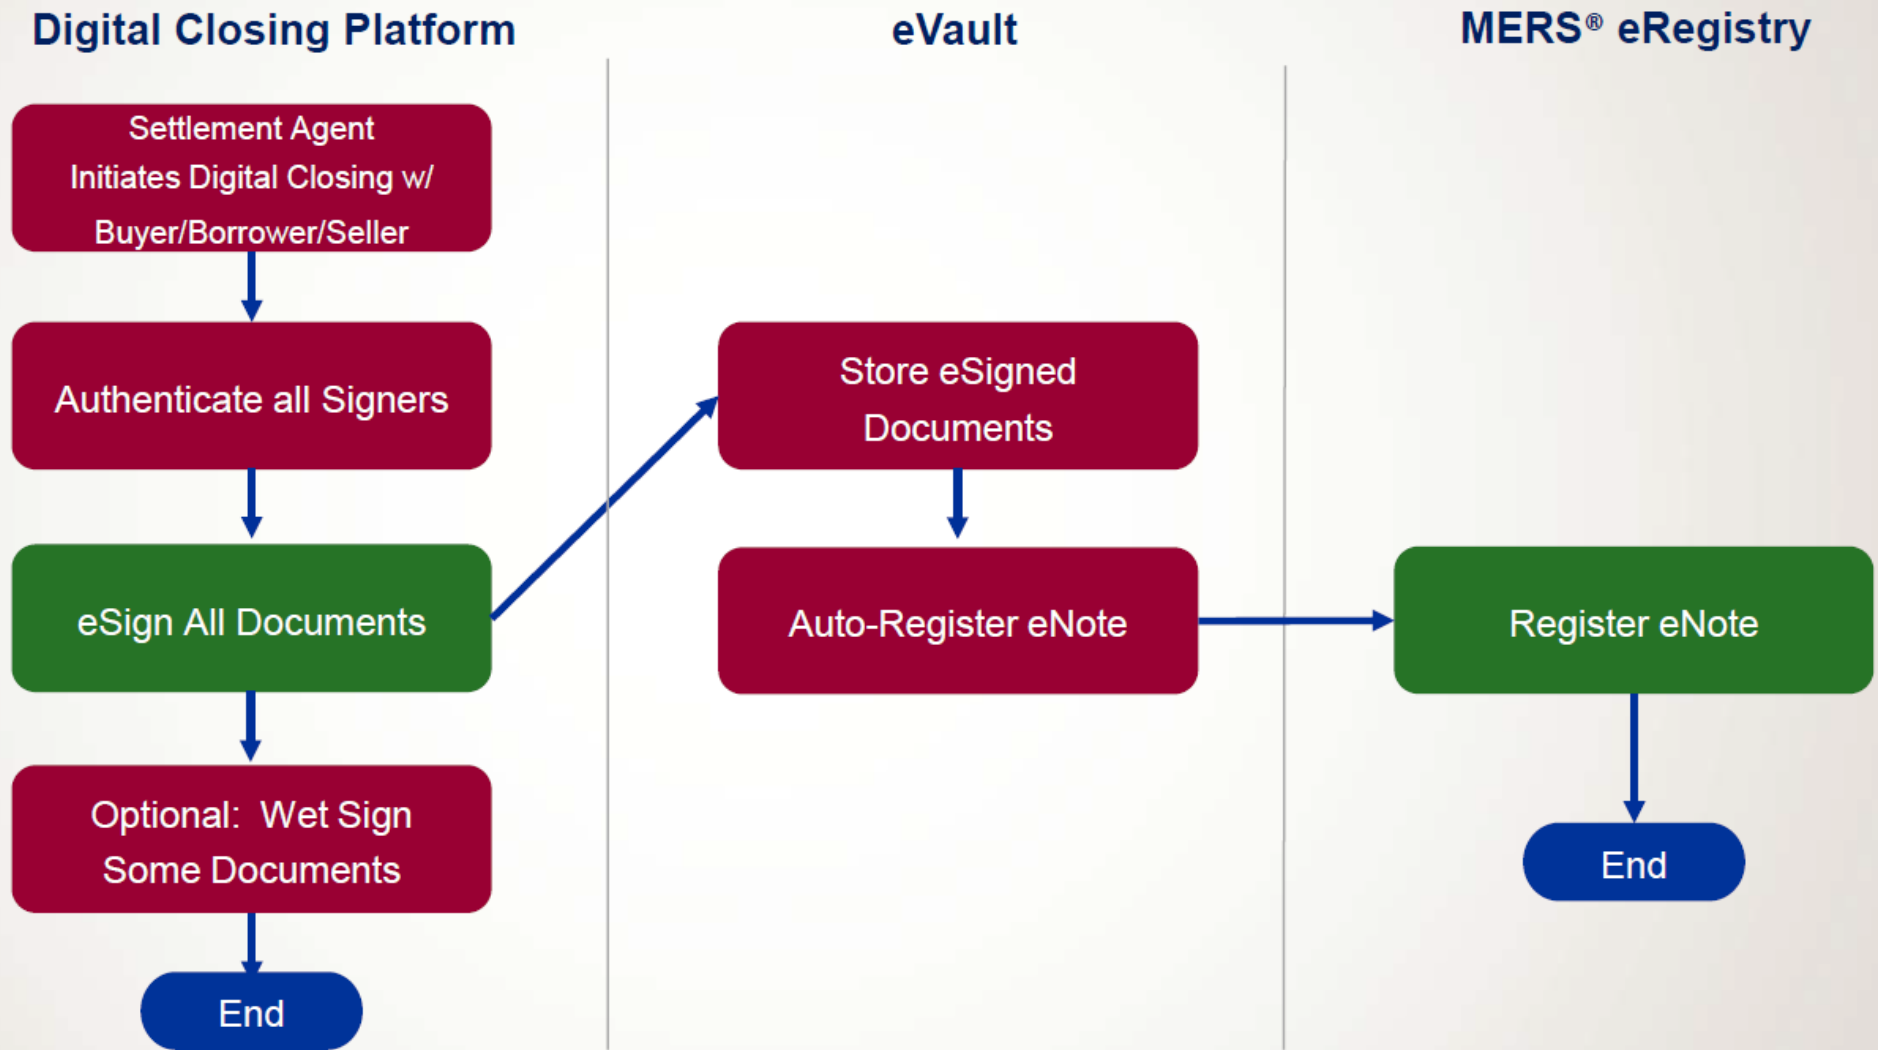 Digital Closing Platform
eVault
MERS® eRegistry
Settlement Agent
Initiates Digital Closing w/
Buyer/Borrower/Seller
Authenticate all Signers
eSign All Documents
Optional:  Wet Sign
Some Documents
End
Store eSigned
Documents
Auto-Register eNote
Register eNote
End